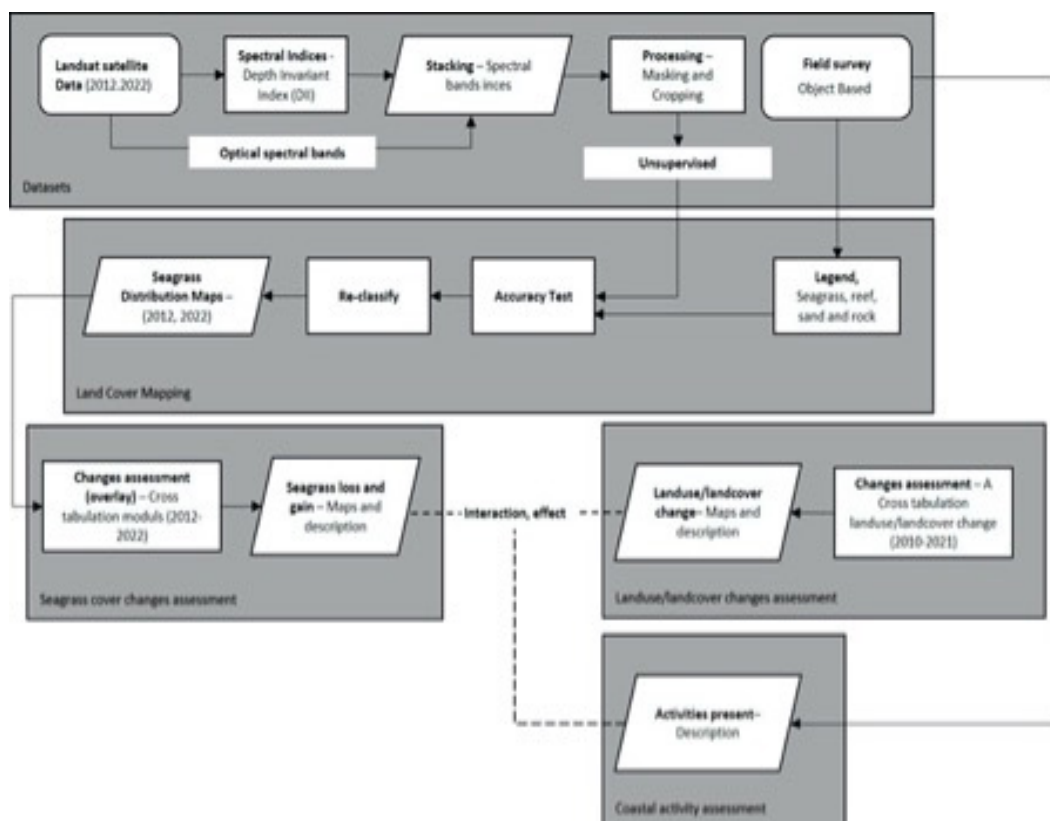 Landsat satellite
Data (2012.2022)
Spectral Indices -
Depth Invariant
Index (DII)
Stacking – Spectral
bands inces
Processing –
Masking and
Cropping
Field survey
Object Based
Optical spectral bands
Unsupervised
Datasets
Seagrass
Distribution Maps –
(2012, 2022)
Re-classify
Accuracy Test
Legend,
Seagrass, reef,
sand and rock
Land Cover Mapping
Changes assessment
(overlay) – Cross
tabulation moduls (2012-
2022)
Seagrass loss and
gain – Maps and
description
Interaction, effect
Landuse/landcover
change– Maps and
description
Changes assessment – A
Cross tabulation
landuse/landcover change
(2010-2021)
Seagrass cover changes assessment
Landuse/landcover changes assessment
Activities present–
Description
Coastal activity assessment